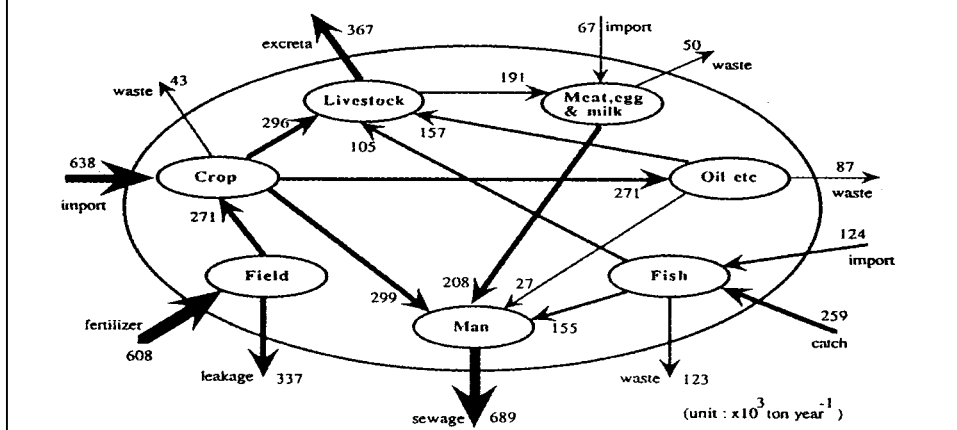 367
excreta
67 import
50
waste
waste 43
191
Livestock
Meat,egg
& milk
296
157
105
638
Crop
Oil etc
87
271
waste
import
271
124
import
Field
Fish
208
27
299
fertilizer
Man
155
259
catch
608
leakage 337
waste 123
sewage 689
(unit : x10³ ton year⁻¹ )